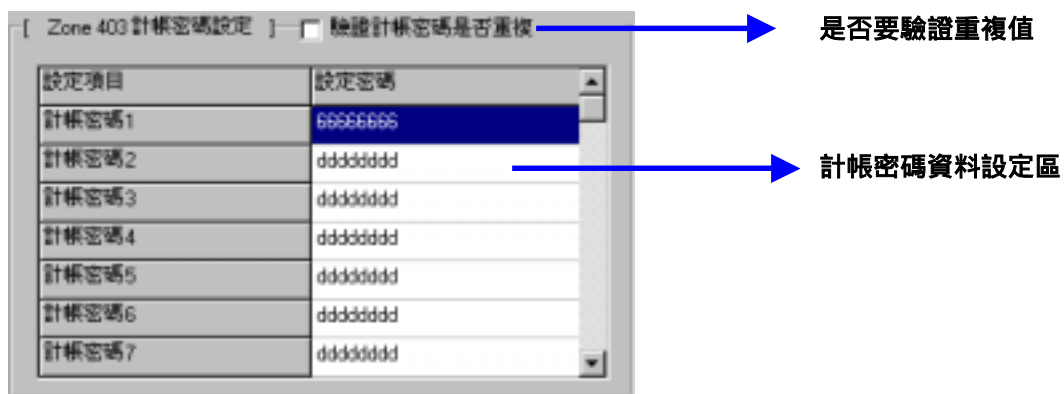 [ Zone 403計帳密碼設定 ] 驗證計帳密碼是否重複 是否要驗證重複值
設定項目 設定密碼
計帳密碼1 66666666
計帳密碼2 dddddddd 計帳密碼資料設定區
計帳密碼3 dddddddd
計帳密碼4 dddddddd
計帳密碼5 dddddddd
計帳密碼6 dddddddd
計帳密碼7 dddddddd